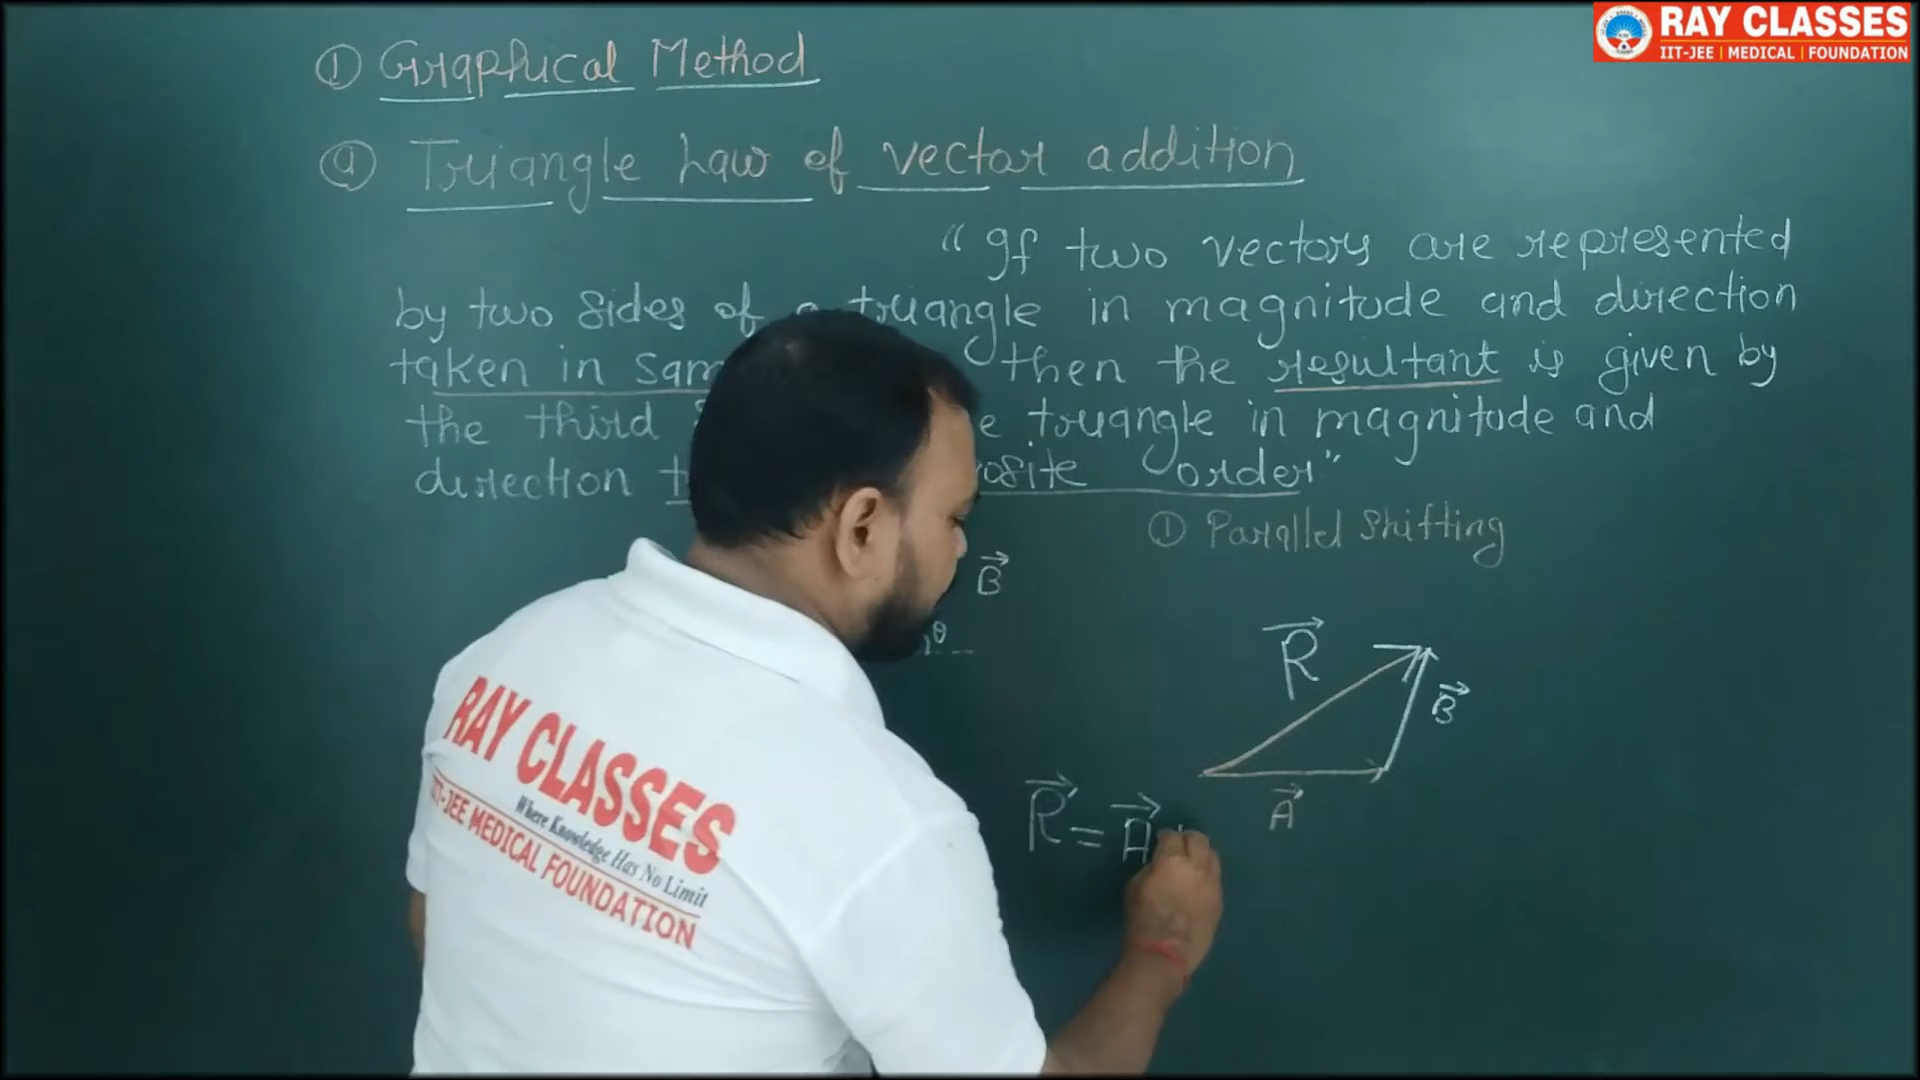 RAY CLASSES
IIT-JEE | MEDICAL | FOUNDATION
① Graphical Method
ⓐ Triangle Law of vector addition
“If two vectors are represented
by two sides of a triangle in magnitude and direction
taken in sam then the resultant is given by
the third e triangle in magnitude and
direction t osite order”
① Parallel Shifting
B⃗
θ
R⃗
B⃗
A⃗
R⃗ = A⃗ +
RAY CLASSES
Where Knowledge Has No Limit
IIT-JEE MEDICAL FOUNDATION